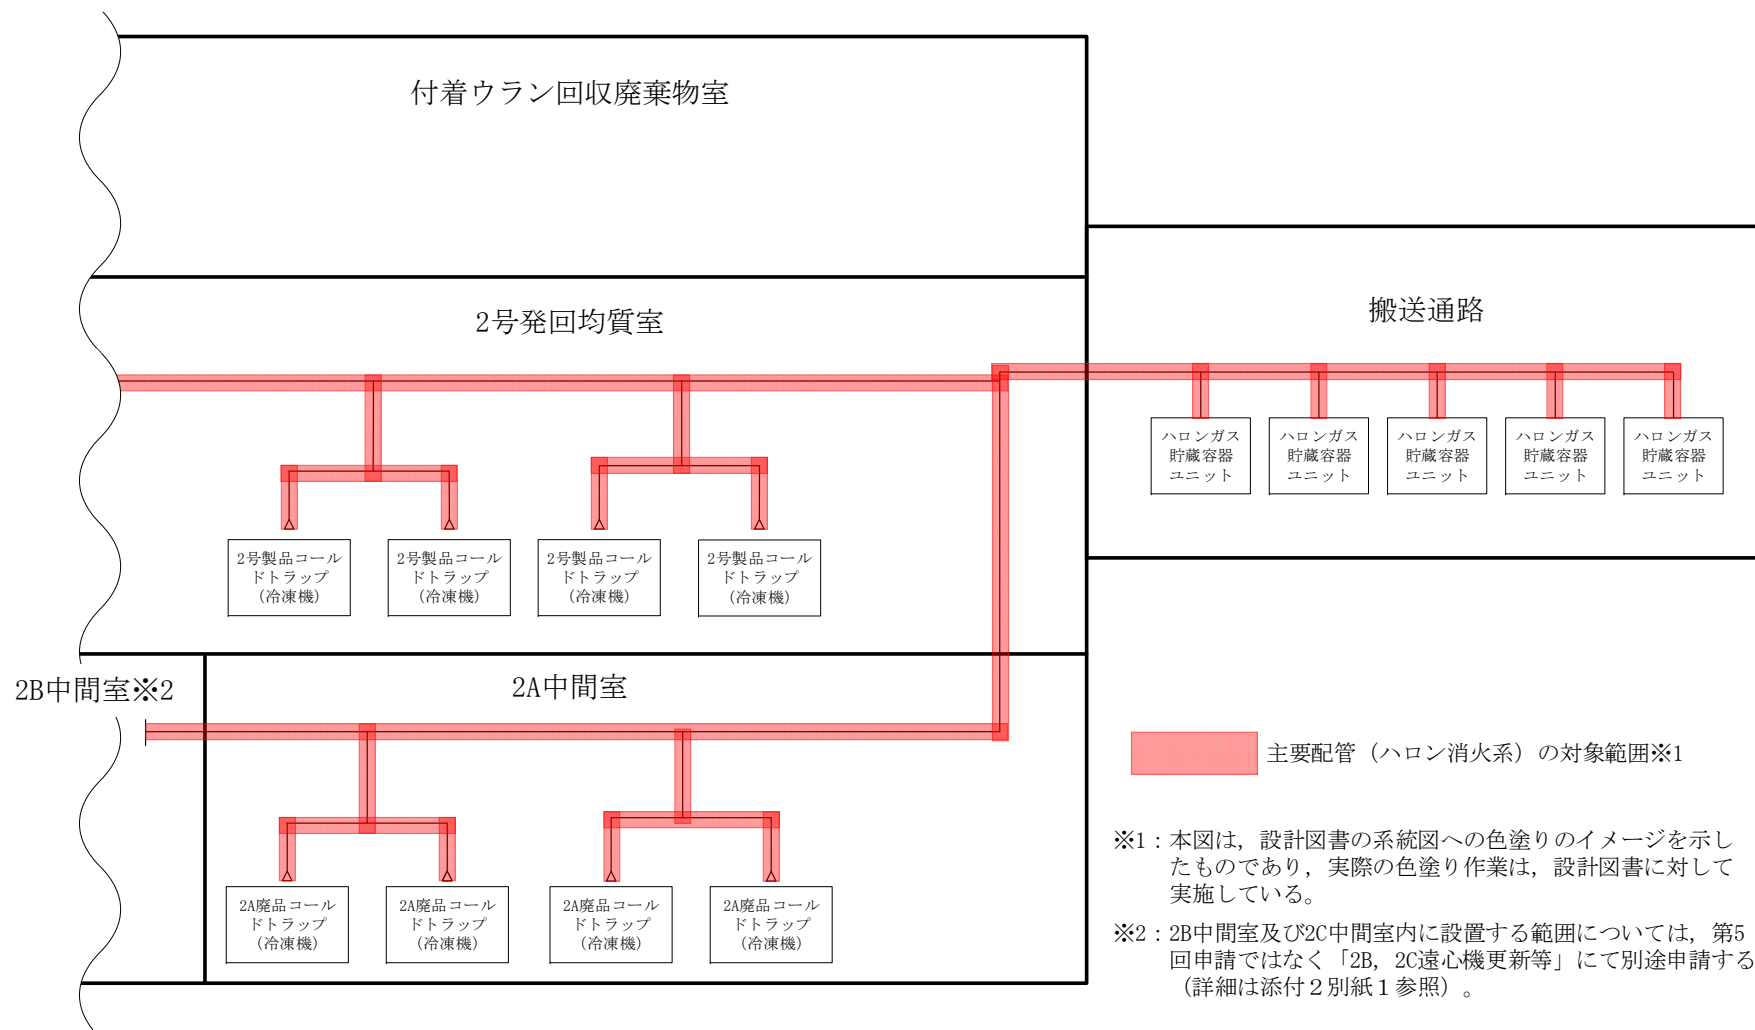 付着ウラン回収廃棄物室
2号発回均質室
搬送通路
ハロンガス
貯蔵容器
ユニット
ハロンガス
貯蔵容器
ユニット
ハロンガス
貯蔵容器
ユニット
ハロンガス
貯蔵容器
ユニット
ハロンガス
貯蔵容器
ユニット
2号製品コール
ドトラップ
(冷凍機)
2号製品コール
ドトラップ
(冷凍機)
2号製品コール
ドトラップ
(冷凍機)
2号製品コール
ドトラップ
(冷凍機)
2B中間室※2
2A中間室
2A廃品コール
ドトラップ
(冷凍機)
2A廃品コール
ドトラップ
(冷凍機)
2A廃品コール
ドトラップ
(冷凍機)
2A廃品コール
ドトラップ
(冷凍機)
主要配管（ハロン消火系）の対象範囲※1
※1：本図は，設計図書の系統図への色塗りのイメージを示し
たものであり，実際の色塗り作業は，設計図書に対して
実施している。
※2：2B中間室及び2C中間室内に設置する範囲については，第5
回申請ではなく「2B，2C遠心機更新等」にて別途申請する
（詳細は添付２別紙１参照）。